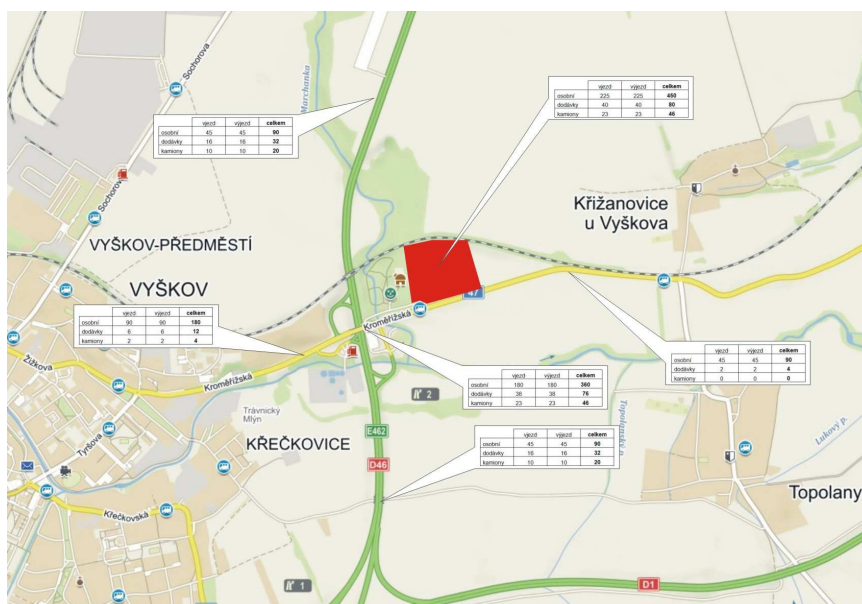 Sochorova
Marchanka
vjezd výjezd celkem
osobní 225 225 450
dodávky 40 40 80
kamiony 23 23 46
vjezd výjezd celkem
osobní 45 45 90
dodávky 16 16 32
kamiony 10 10 20
Sochorova
Křižanovice
u Vyškova
VYŠKOV-PŘEDMĚSTÍ
VYŠKOV
47
Kroměřížská
vjezd výjezd celkem
osobní 90 90 180
dodávky 6 6 12
kamiony 2 2 4
vjezd výjezd celkem
osobní 45 45 90
dodávky 2 2 4
kamiony 0 0 0
Žižkova
Kroměřížská
vjezd výjezd celkem
osobní 180 180 360
dodávky 38 38 76
kamiony 23 23 46
2
Trávnický
Mlýn
Topolanský p.
Lukový p.
Tyršova
KŘEČKOVICE
E462
D46
vjezd výjezd celkem
osobní 45 45 90
dodávky 16 16 32
kamiony 10 10 20
Topolany
Křečkovská
1
D1